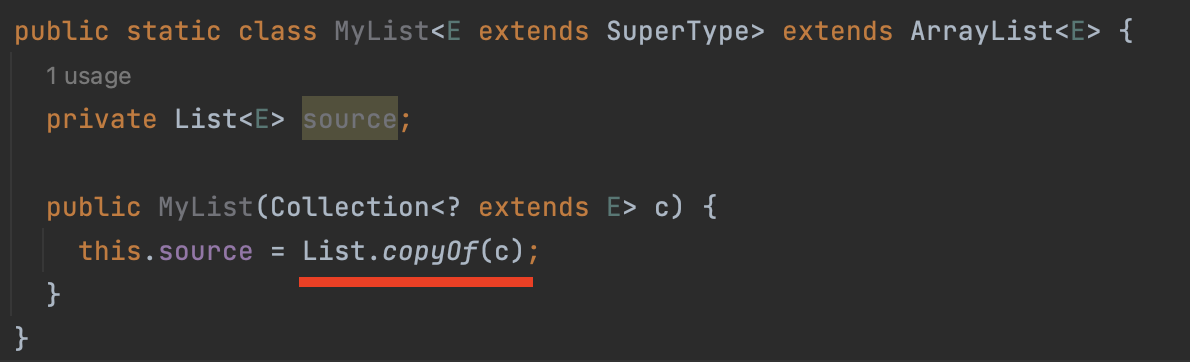 public static class MyList<E extends SuperType> extends ArrayList<E> {
1 usage
private List<E> source;
public MyList(Collection<? extends E> c) {
this.source = List.copyOf(c);
}
}